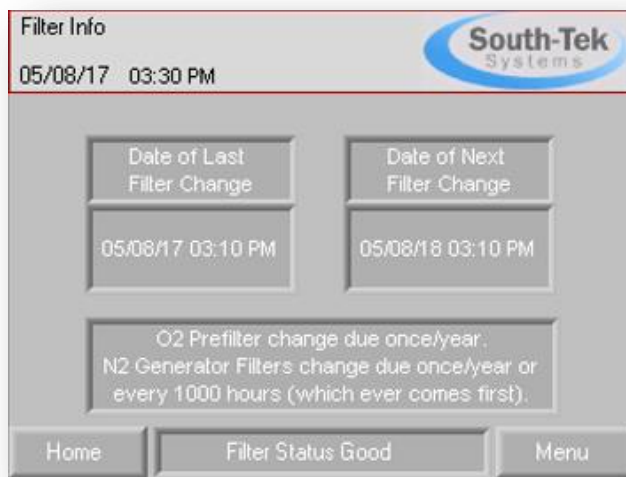 Filter Info
South-Tek
Systems
05/08/17 03:30 PM
Date of Last
Filter Change
Date of Next
Filter Change
05/08/17 03:10 PM
05/08/18 03:10 PM
O2 Prefilter change due once/year.
N2 Generator Filters change due once/year or
every 1000 hours (which ever comes first).
Home
Filter Status Good
Menu